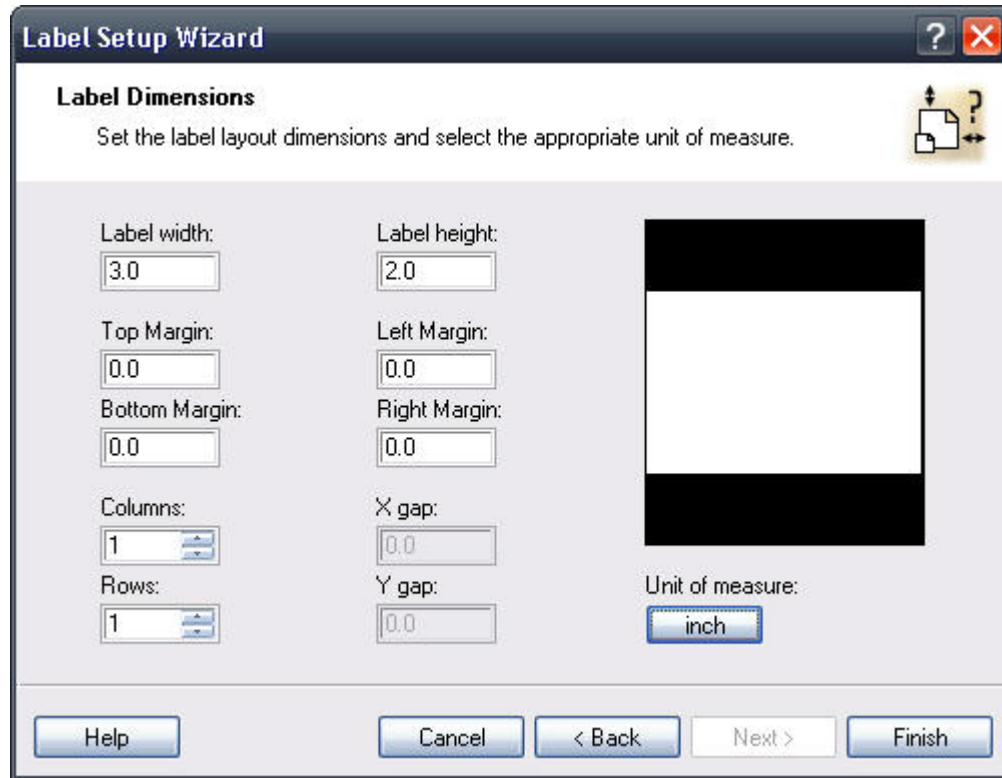 Label Setup Wizard
?
Label Dimensions
Set the label layout dimensions and select the appropriate unit of measure.
?
Label width:
Label height:
3.0
2.0
Top Margin:
Left Margin:
0.0
0.0
Bottom Margin:
Right Margin:
0.0
0.0
Columns:
X gap:
1
0.0
Rows:
Y gap:
Unit of measure:
1
0.0
inch
Help
Cancel
< Back
Next >
Finish